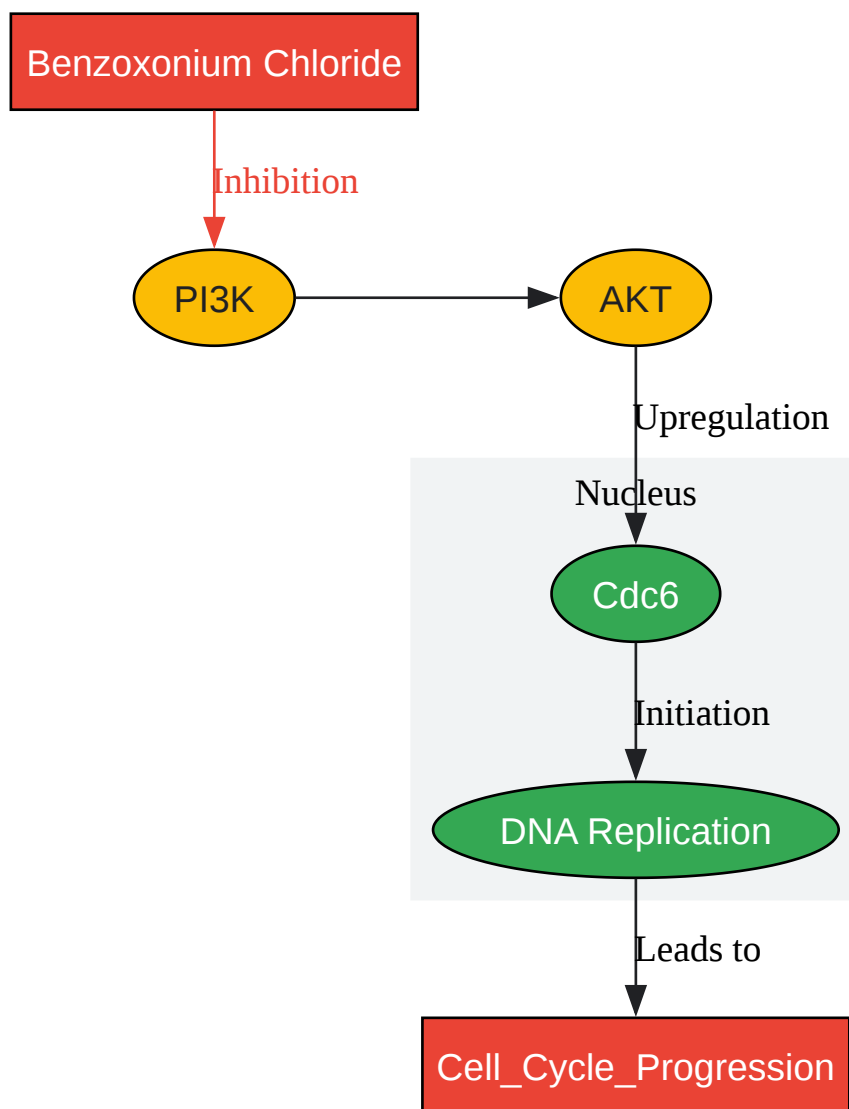 Benzoxonium Chloride
Inhibition
PI3K
AKT
Upregulation
Nucleus
Cdc6
Initiation
DNA Replication
Leads to
Cell_Cycle_Progression